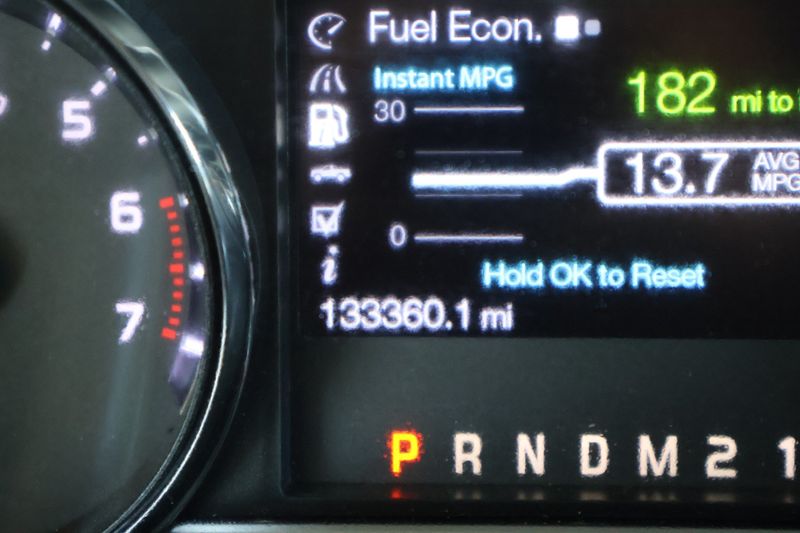 5
6
7
Fuel Econ.
Instant MPG
30
182 mi to
13.7 AVG MPG
0
Hold OK to Reset
133360.1 mi
P R N D M 2 1